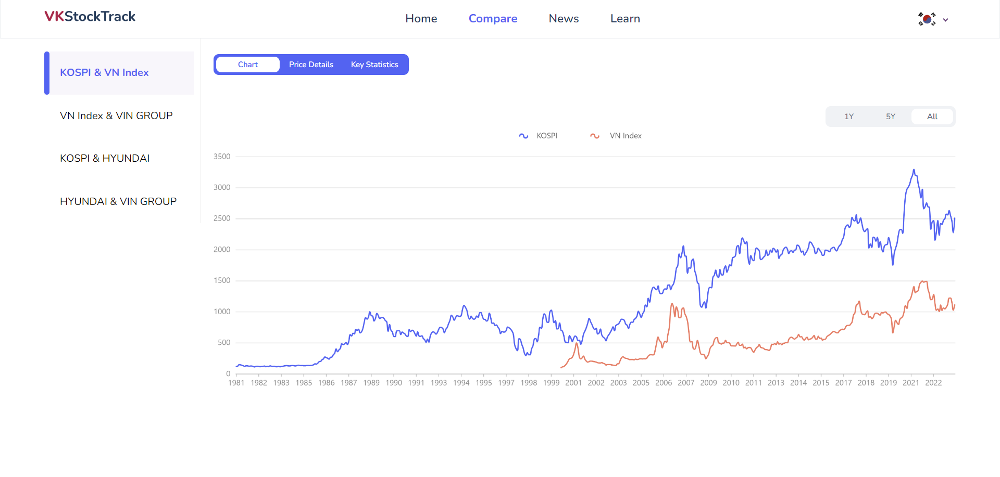 VKStockTrack
Home Compare News Learn
KOSPI & VN Index
VN Index & VIN GROUP
KOSPI & HYUNDAI
HYUNDAI & VIN GROUP
Chart Price Details Key Statistics
1Y 5Y All
KOSPI VN Index
3500
3000
2500
2000
1500
1000
500
0
1981 1982 1983 1985 1986 1987 1989 1990 1991 1993 1994 1995 1997 1998 1999 2001 2002 2003 2005 2006 2007 2009 2010 2011 2013 2014 2015 2017 2018 2019 2021 2022